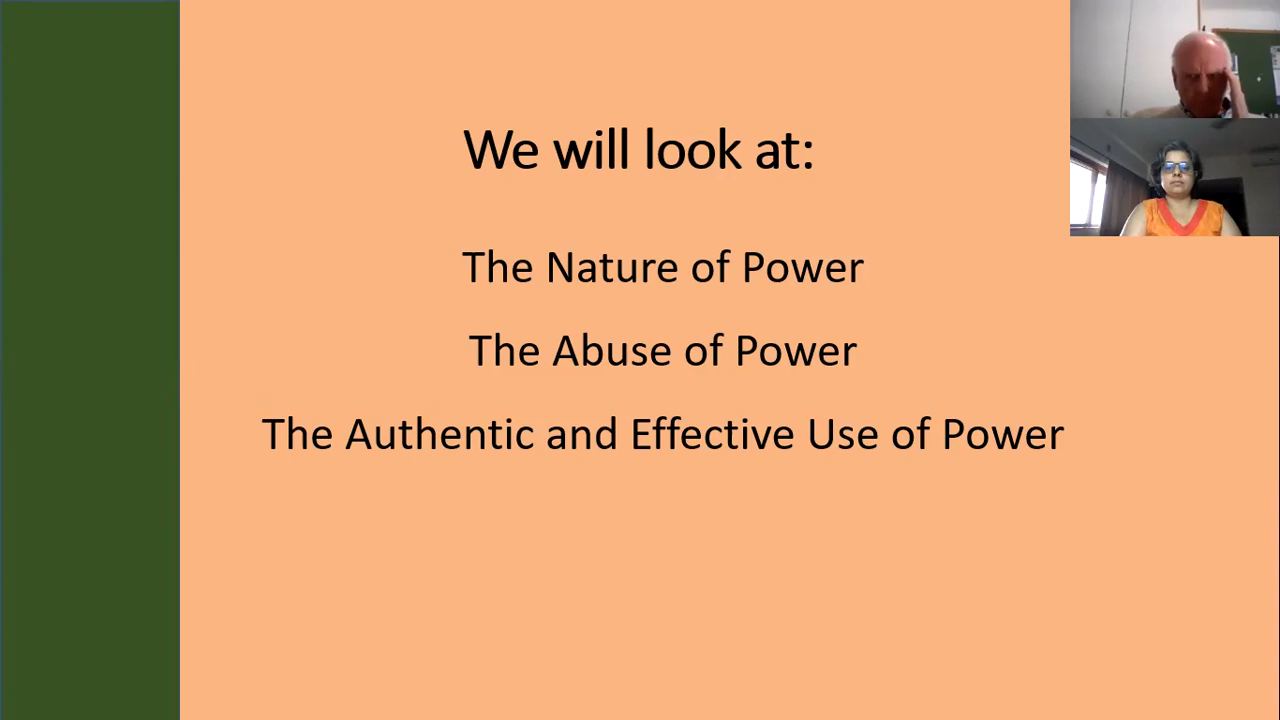 We will look at:
The Nature of Power
The Abuse of Power
The Authentic and Effective Use of Power